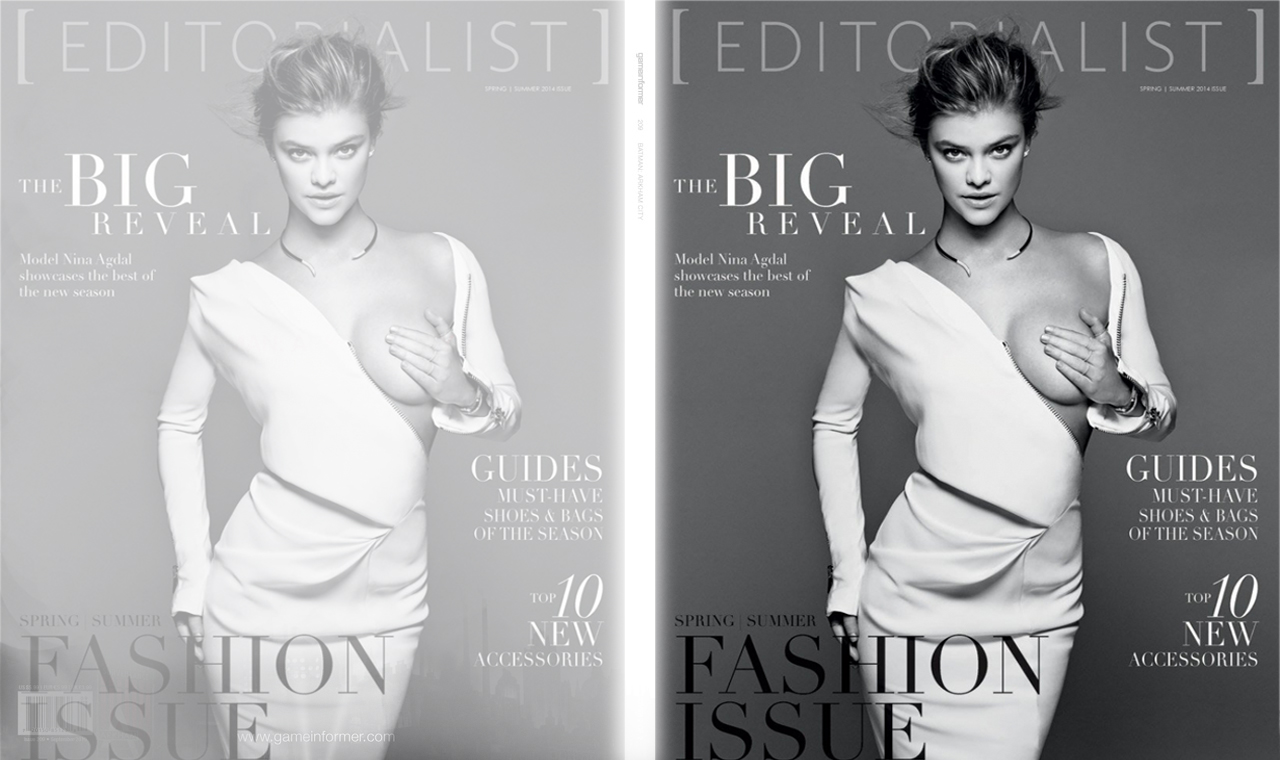 [ EDITORIALIST ]
SPRING | SUMMER 2014 ISSUE
THE BIG
REVEAL
Model Nina Agdal
showcases the best of
the new season
GUIDES
MUST-HAVE
SHOES & BAGS
OF THE SEASON
TOP 10
NEW
ACCESSORIES
SPRING | SUMMER
FASHION
ISSUE
www.gameinformer.com
gameinformer
BATMAN: ARKHAM CITY
[ EDITORIALIST ]
SPRING | SUMMER 2014 ISSUE
THE BIG
REVEAL
Model Nina Agdal
showcases the best of
the new season
GUIDES
MUST-HAVE
SHOES & BAGS
OF THE SEASON
TOP 10
NEW
ACCESSORIES
SPRING | SUMMER
FASHION
ISSUE